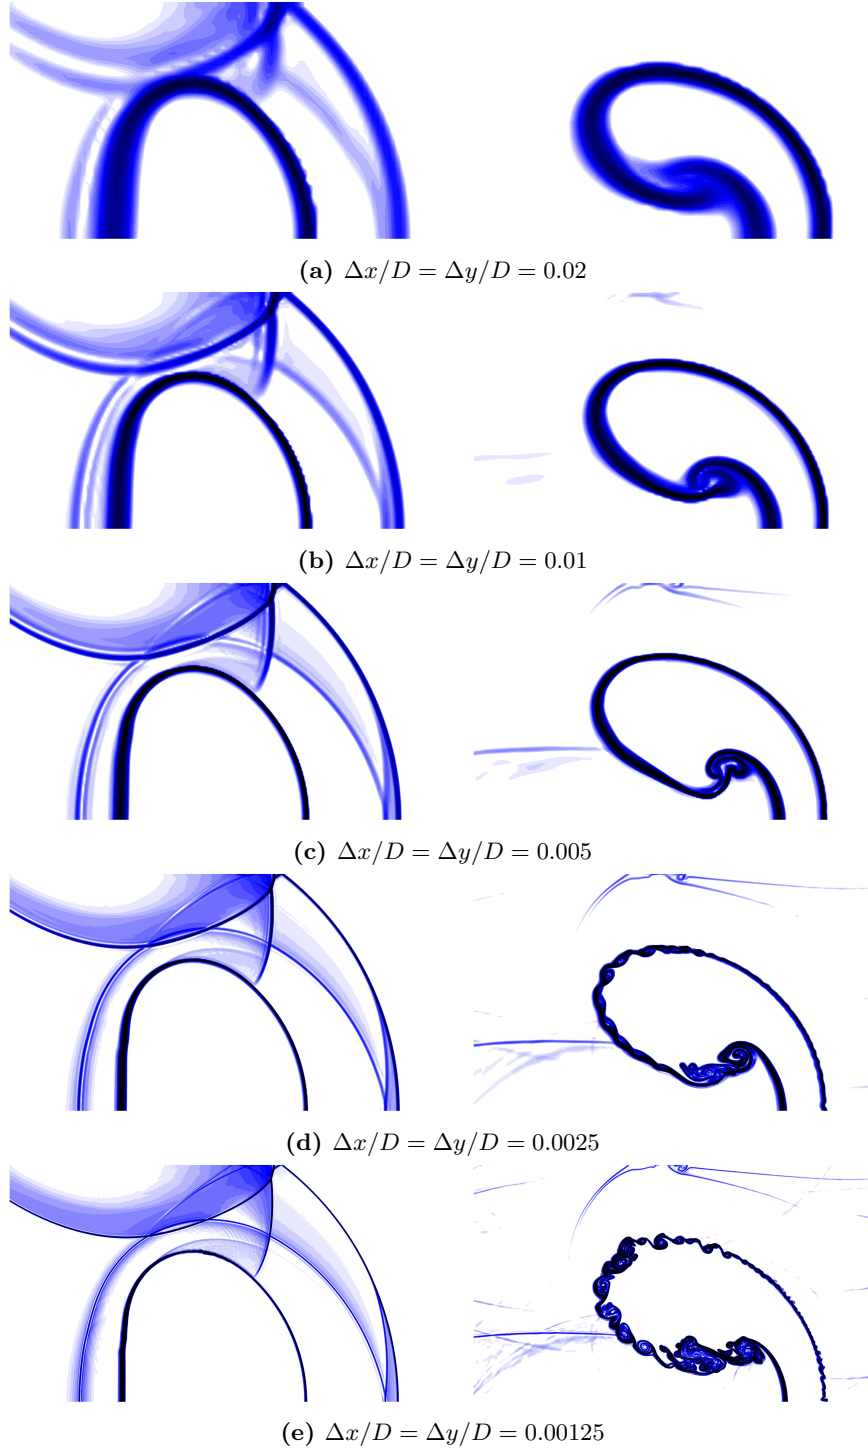 (a) Δx/D = Δy/D = 0.02
(b) Δx/D = Δy/D = 0.01
(c) Δx/D = Δy/D = 0.005
(d) Δx/D = Δy/D = 0.0025
(e) Δx/D = Δy/D = 0.00125